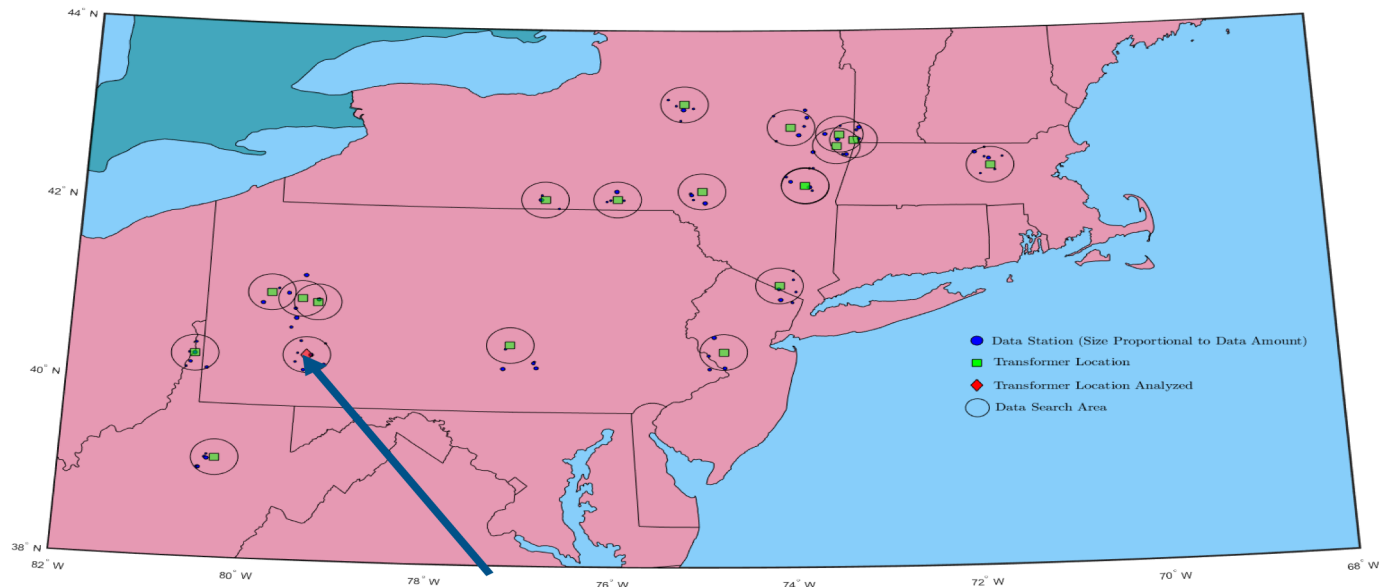 44° N
42° N
40° N
38° N
82° W
80° W
78° W
76° W
74° W
72° W
70° W
68° W
Data Station (Size Proportional to Data Amount)
Transformer Location
Transformer Location Analyzed
Data Search Area